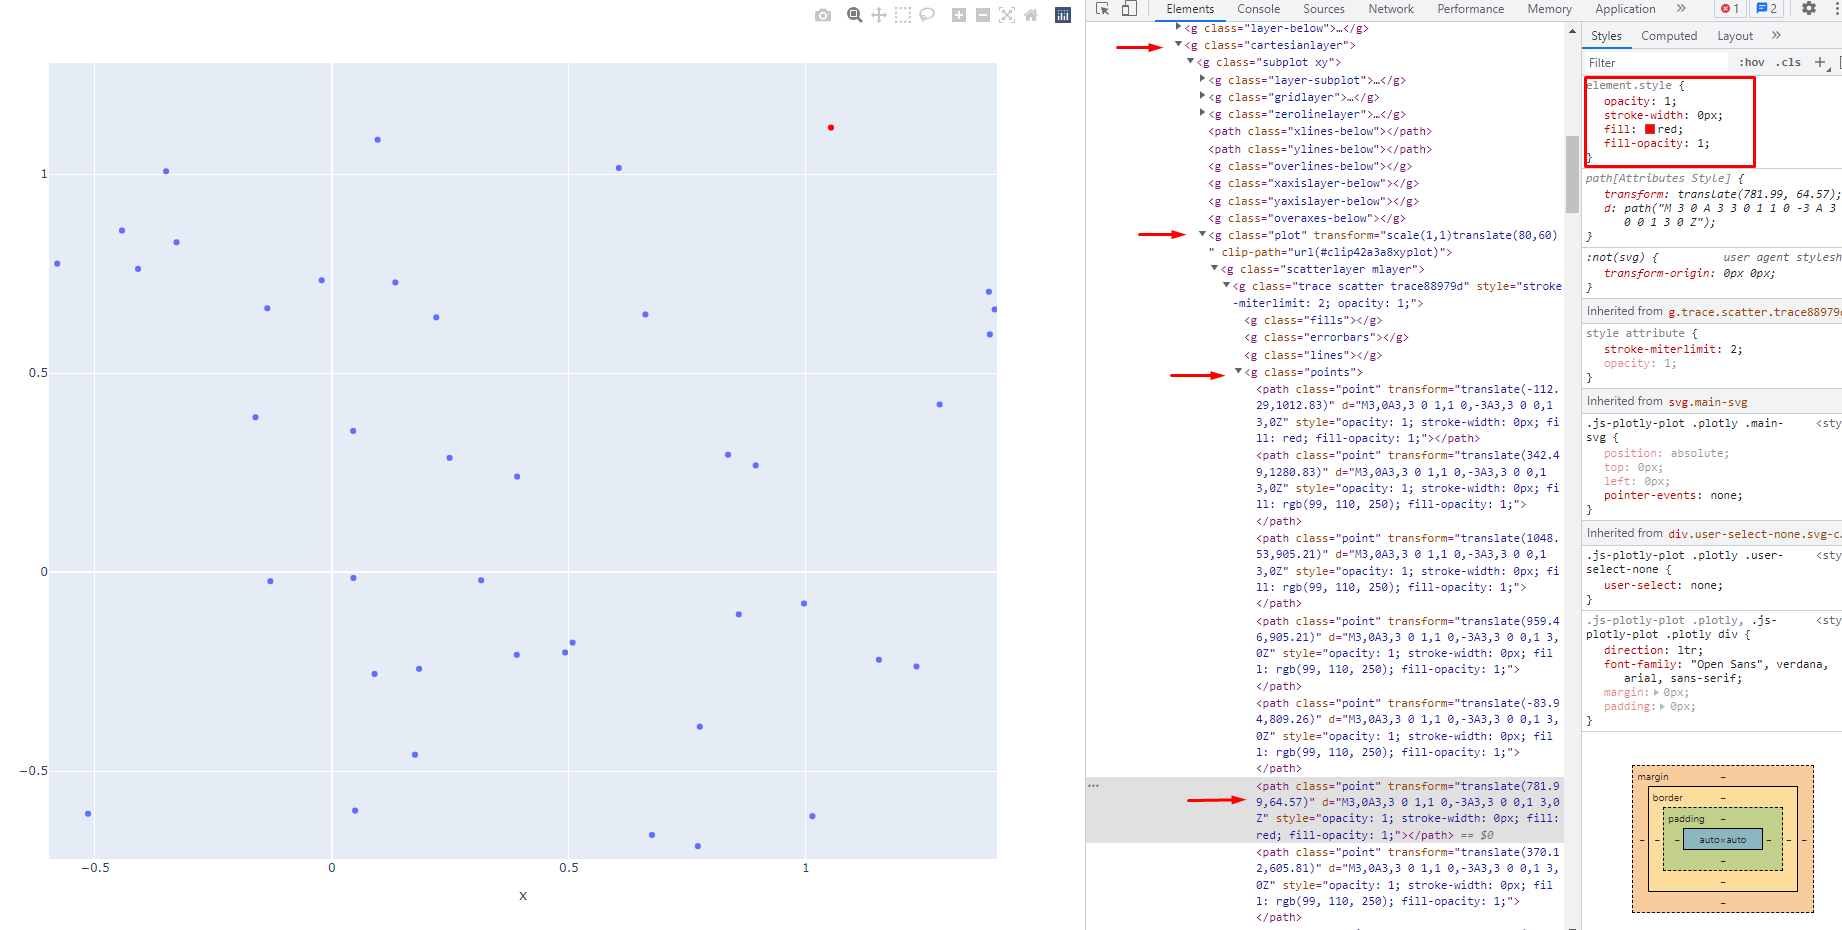 1
0.5
0
−0.5
−0.5
0
0.5
1
x
Elements
Console
Sources
Network
Performance
Memory
Application
»
1
2
<g class="layer-below">…</g>
<g class="cartesianlayer">
<g class="subplot xy">
<g class="layer-subplot">…</g>
<g class="gridlayer">…</g>
<g class="zerolinelayer">…</g>
<path class="xlines-below"></path>
<path class="ylines-below"></path>
<g class="overlines-below"></g>
<g class="xaxislayer-below"></g>
<g class="yaxislayer-below"></g>
<g class="overaxes-below"></g>
<g class="plot" transform="scale(1,1)translate(80,60)
" clip-path="url(#clip42a3a8xyplot)">
<g class="scatterlayer mlayer">
<g class="trace scatter trace88979d" style="stroke
-miterlimit: 2; opacity: 1;">
<g class="fills"></g>
<g class="errorbars"></g>
<g class="lines"></g>
<g class="points">
<path class="point" transform="translate(-112.
29,1012.83)" d="M3,0A3,3 0 1,1 0,-3A3,3 0 0,1
3,0Z" style="opacity: 1; stroke-width: 0px; fi
ll: red; fill-opacity: 1;"></path>
<path class="point" transform="translate(342.4
9,1280.83)" d="M3,0A3,3 0 1,1 0,-3A3,3 0 0,1
3,0Z" style="opacity: 1; stroke-width: 0px; fi
ll: rgb(99, 110, 250); fill-opacity: 1;">
</path>
<path class="point" transform="translate(1048.
53,905.21)" d="M3,0A3,3 0 1,1 0,-3A3,3 0 0,1
3,0Z" style="opacity: 1; stroke-width: 0px; fi
ll: rgb(99, 110, 250); fill-opacity: 1;">
</path>
<path class="point" transform="translate(959.4
6,905.21)" d="M3,0A3,3 0 1,1 0,-3A3,3 0 0,1 3,
0Z" style="opacity: 1; stroke-width: 0px; fil
l: rgb(99, 110, 250); fill-opacity: 1;">
</path>
<path class="point" transform="translate(-83.9
4,809.26)" d="M3,0A3,3 0 1,1 0,-3A3,3 0 0,1 3,
0Z" style="opacity: 1; stroke-width: 0px; fil
l: rgb(99, 110, 250); fill-opacity: 1;">
</path>
<path class="point" transform="translate(781.9
9,64.57)" d="M3,0A3,3 0 1,1 0,-3A3,3 0 0,1 3,0
Z" style="opacity: 1; stroke-width: 0px; fill:
red; fill-opacity: 1;"></path> == $0
<path class="point" transform="translate(370.1
2,605.81)" d="M3,0A3,3 0 1,1 0,-3A3,3 0 0,1 3,
0Z" style="opacity: 1; stroke-width: 0px; fil
l: rgb(99, 110, 250); fill-opacity: 1;">
</path>
Styles
Computed
Layout
»
Filter
:hov
.cls
element.style {
opacity: 1;
stroke-width: 0px;
fill: red;
fill-opacity: 1;
}
path[Attributes Style] {
transform: translate(781.99, 64.57);
d: path("M 3 0 A 3 3 0 1 1 0 -3 A 3
0 0 1 3 0 Z");
}
:not(svg) {
user agent stylesh
transform-origin: 0px 0px;
}
Inherited from g.trace.scatter.trace88979d
style attribute {
stroke-miterlimit: 2;
opacity: 1;
}
Inherited from svg.main-svg
.js-plotly-plot .plotly .main-
<sty
svg {
position: absolute;
top: 0px;
left: 0px;
pointer-events: none;
}
Inherited from div.user-select-none.svg-c…
.js-plotly-plot .plotly .user-
<sty
select-none {
user-select: none;
}
.js-plotly-plot .plotly, .js-
<sty
plotly-plot .plotly div {
direction: ltr;
font-family: "Open Sans", verdana,
arial, sans-serif;
margin: 0px;
padding: 0px;
}
margin
–
border
–
padding
–
–
–
–
auto×auto
–
–
–
–
–
–